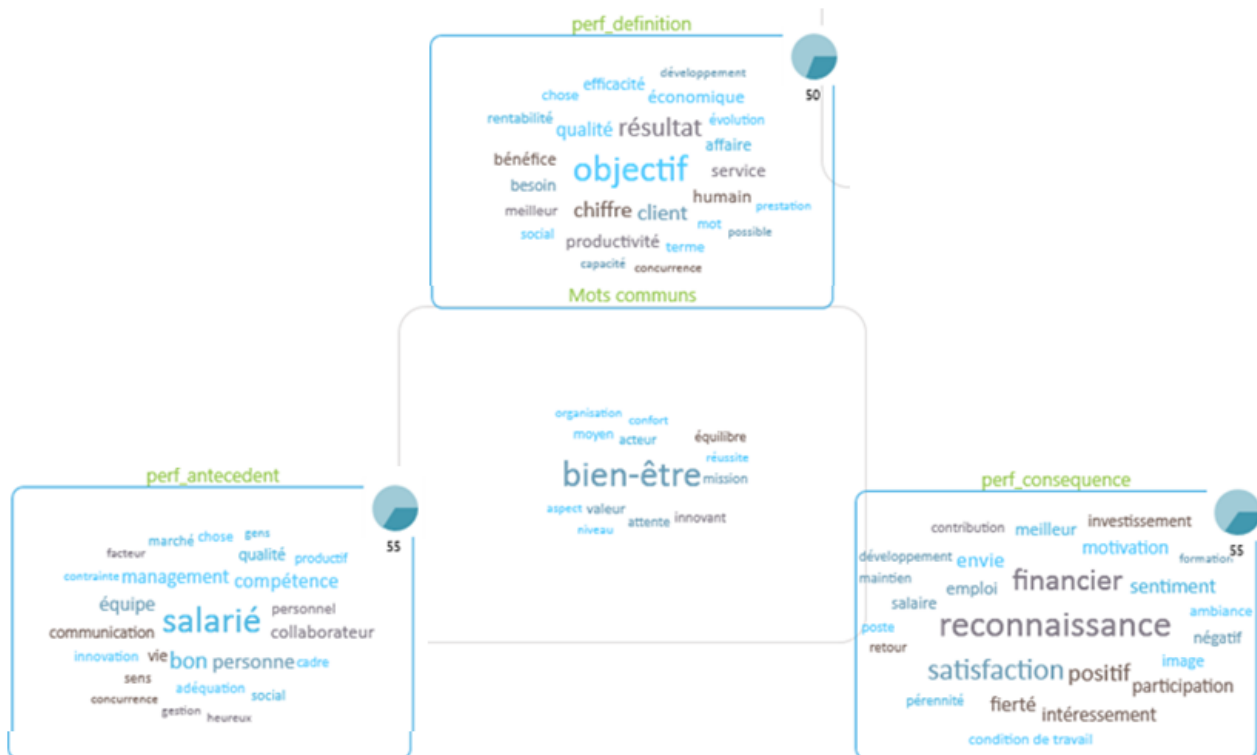 perf_definition
développement
efficacité
chose
économique
50
rentabilité
évolution
qualité
résultat
affaire
bénéfice
objectif
service
besoin
humain
meilleur
chiffre
client
prestation
mot
social
possible
productivité
terme
capacité
concurrence
Mots communs
organisation
confort
moyen
acteur
équilibre
réussite
bien-être
mission
aspect
valeur
attente
innovant
niveau
perf_antecedent
55
marché
chose
gens
facteur
qualité
productif
contrainte
management
compétence
équipe
salarié
personnel
communication
collaborateur
innovation
vie
bon
personne
cadre
sens
adéquation
social
concurrence
gestion
heureux
perf_consequence
55
contribution
meilleur
investissement
motivation
développement
envie
formation
maintien
emploi
financier
sentiment
salaire
ambiance
poste
reconnaissance
négatif
retour
satisfaction
positif
image
participation
pérennité
fierté
intéressement
condition de travail